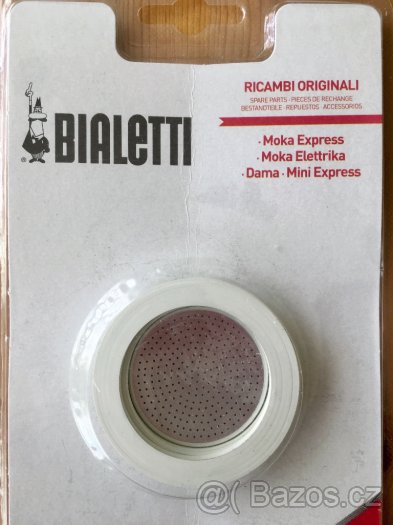 RICAMBI ORIGINALI
SPARE PARTS · PIECES DE RECHANGE
BESTANDTEILE · REPUESTOS · ACCESSORIOS
BIALETTI
®
· Moka Express
· Moka Elettrika
· Dama · Mini Express
Bazos.cz